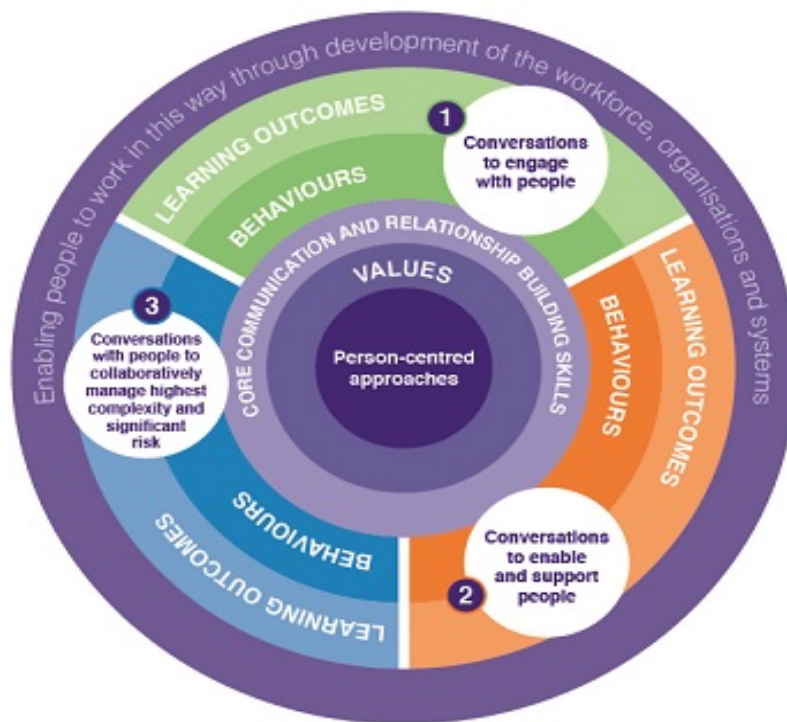 Enabling people to work in this way through development of the workforce, organisations and systems
LEARNING OUTCOMES
BEHAVIOURS
1
Conversations
to engage
with people
LEARNING OUTCOMES
BEHAVIOURS
2
Conversations
to enable
and support
people
LEARNING OUTCOMES
BEHAVIOURS
3
Conversations
with people to
collaboratively
manage highest
complexity and
significant
risk
CORE COMMUNICATION AND RELATIONSHIP BUILDING SKILLS
VALUES
Person-centred
approaches